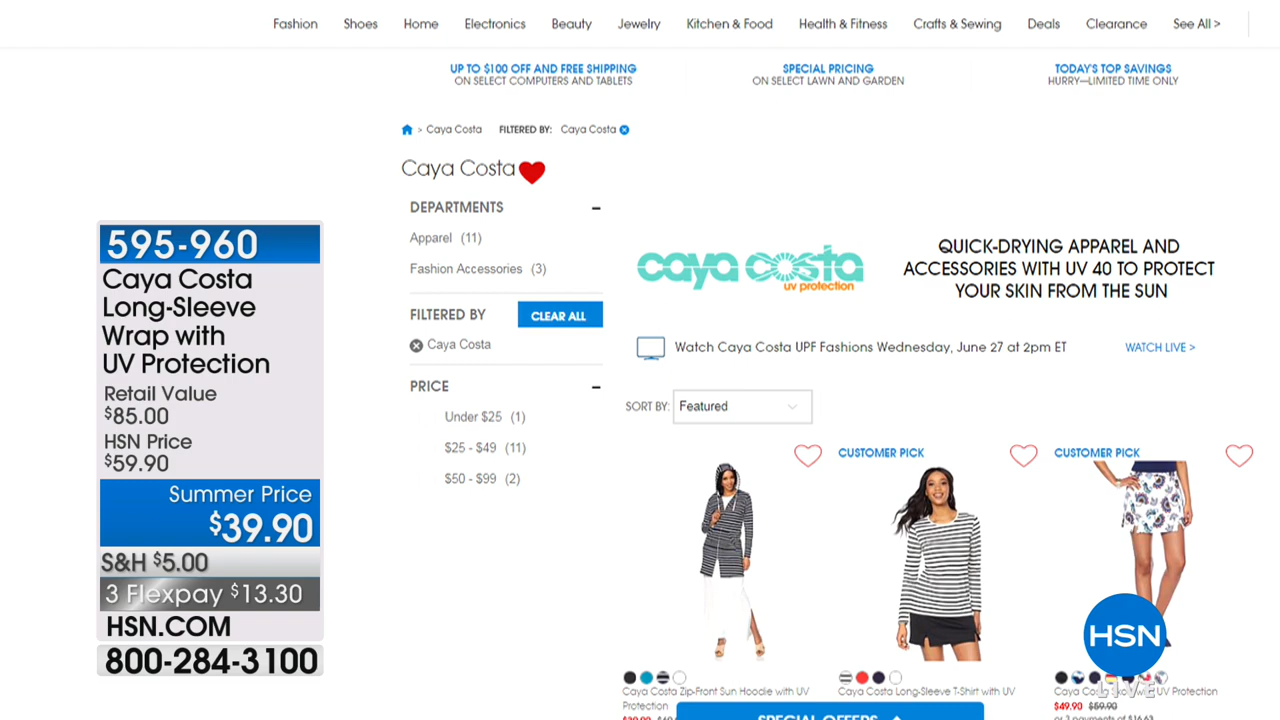 Fashion Shoes Home Electronics Beauty Jewelry Kitchen & Food Health & Fitness Crafts & Sewing Deals Clearance See All >
UP TO $100 OFF AND FREE SHIPPING
ON SELECT COMPUTERS AND TABLETS
SPECIAL PRICING
ON SELECT LAWN AND GARDEN
TODAY'S TOP SAVINGS
HURRY—LIMITED TIME ONLY
> Caya Costa FILTERED BY: Caya Costa
Caya Costa
DEPARTMENTS
Apparel (11)
Fashion Accessories (3)
FILTERED BY CLEAR ALL
Caya Costa
PRICE
Under $25 (1)
$25 - $49 (11)
$50 - $99 (2)
caya costa
uv protection
QUICK-DRYING APPAREL AND
ACCESSORIES WITH UV 40 TO PROTECT
YOUR SKIN FROM THE SUN
Watch Caya Costa UPF Fashions Wednesday, June 27 at 2pm ET WATCH LIVE >
SORT BY: Featured
CUSTOMER PICK
CUSTOMER PICK
Caya Costa Zip-Front Sun Hoodie with UV
Protection
Caya Costa Long-Sleeve T-Shirt with UV
UV Protection
$49.90 $59.90
SPECIAL OFFERS
595-960
Caya Costa
Long-Sleeve
Wrap with
UV Protection
Retail Value
$85.00
HSN Price
$59.90
Summer Price
$39.90
S&H $5.00
3 Flexpay $13.30
HSN.COM
800-284-3100
HSN
LIVE